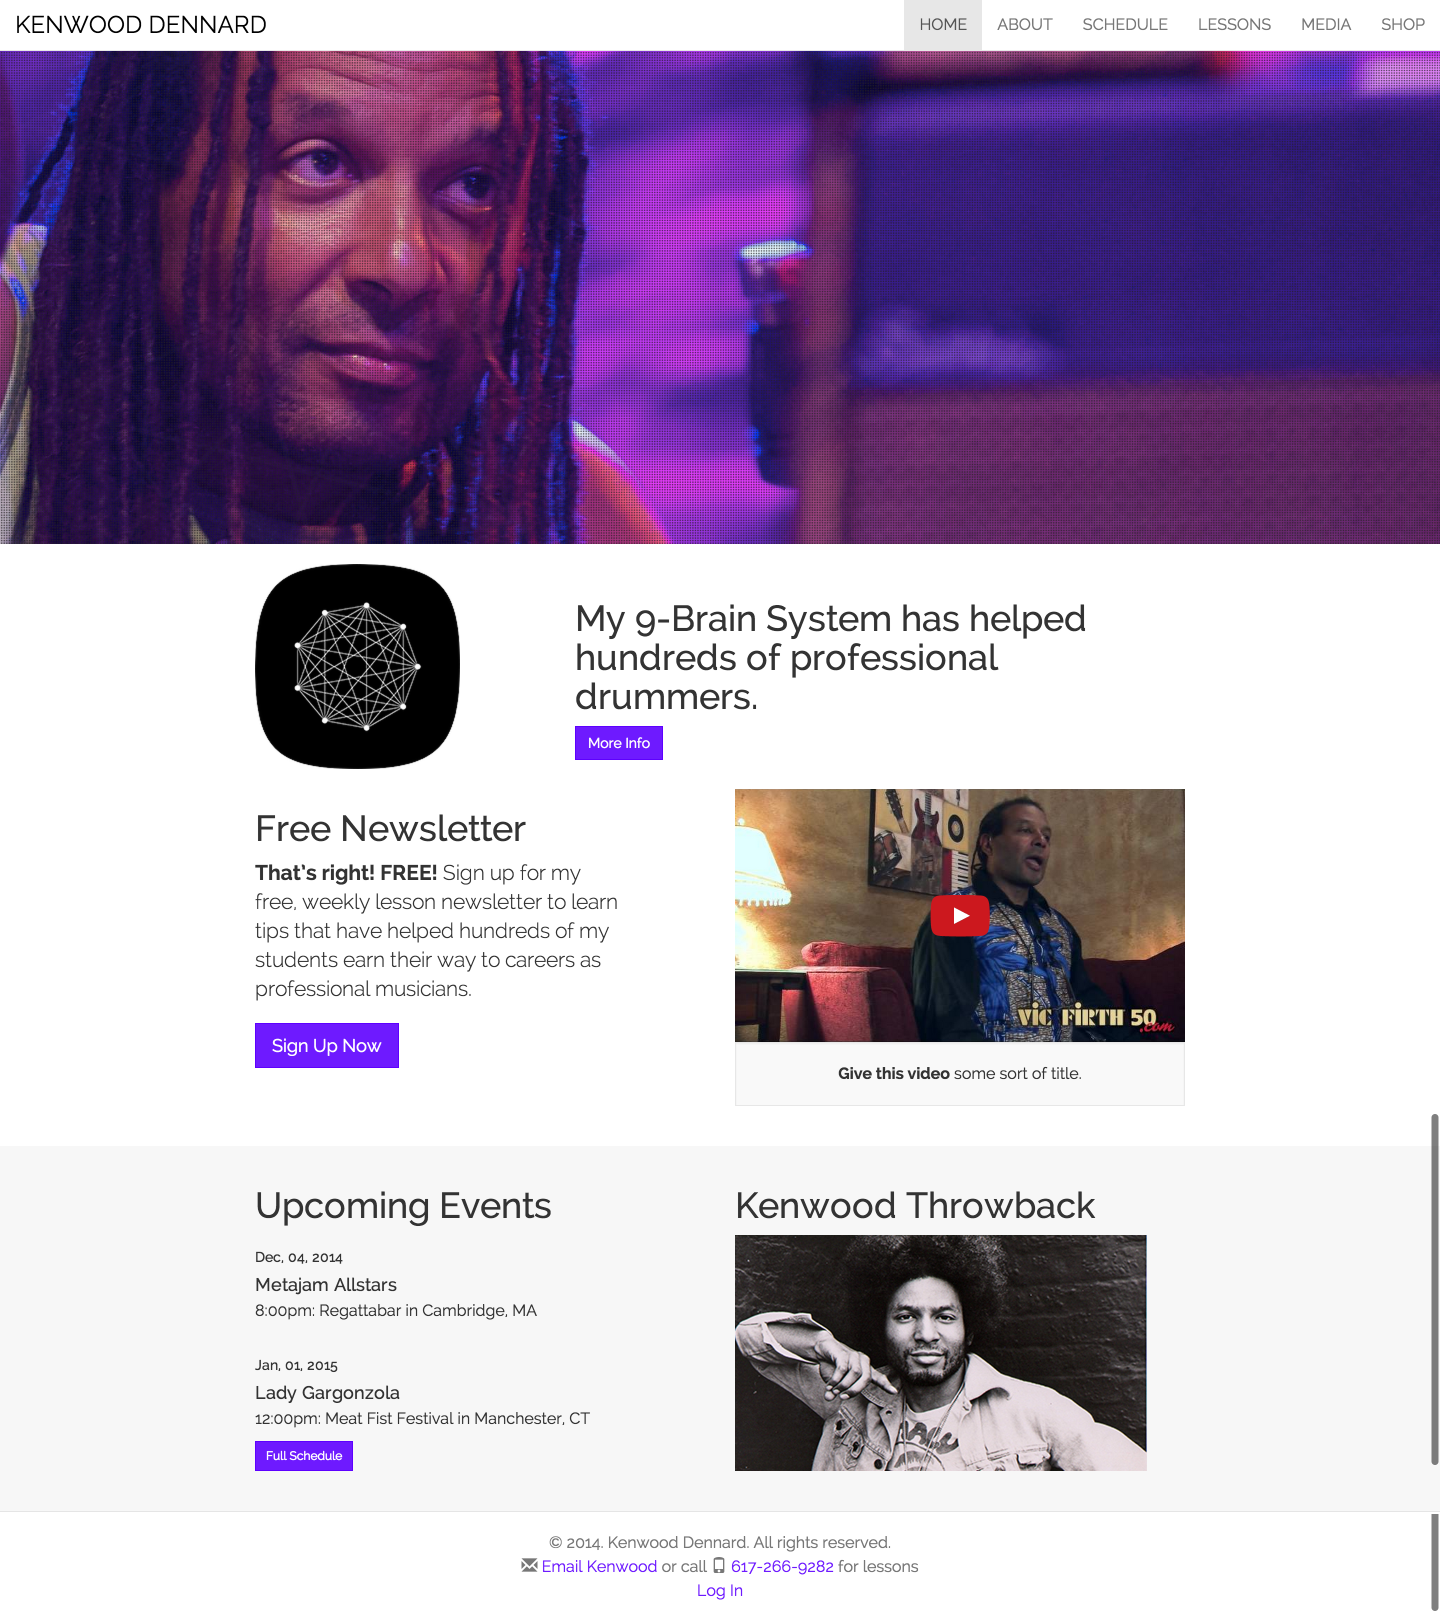 KENWOOD DENNARD
HOME ABOUT SCHEDULE LESSONS MEDIA SHOP
My 9-Brain System has helped
hundreds of professional
drummers.
More Info
Free Newsletter
That's right! FREE! Sign up for my
free, weekly lesson newsletter to learn
tips that have helped hundreds of my
students earn their way to careers as
professional musicians.
Sign Up Now
VIC FIRTH 50
.com
Give this video some sort of title.
Upcoming Events
Dec, 04, 2014
Metajam Allstars
8:00pm: Regattabar in Cambridge, MA
Jan, 01, 2015
Lady Gargonzola
12:00pm: Meat Fist Festival in Manchester, CT
Full Schedule
Kenwood Throwback
© 2014. Kenwood Dennard. All rights reserved.
Email Kenwood or call 617-266-9282 for lessons
Log In